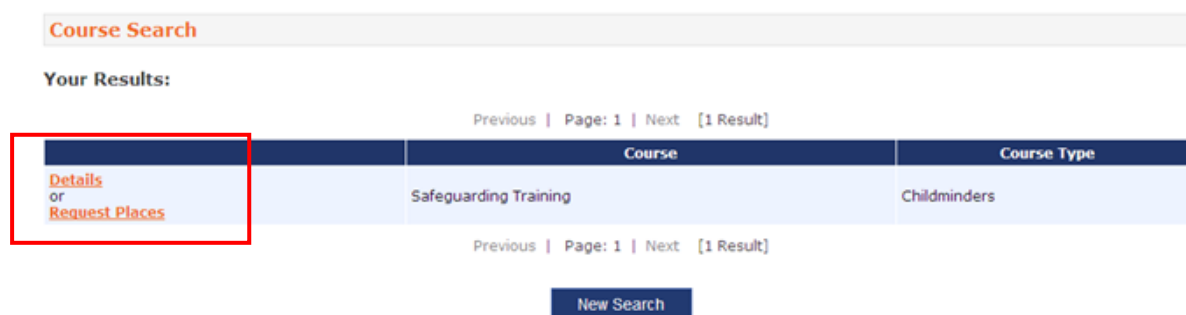 Course Search
Your Results:
Previous | Page: 1 | Next [1 Result]
Course Course Type
Details
or Safeguarding Training Childminders
Request Places
Previous | Page: 1 | Next [1 Result]
New Search